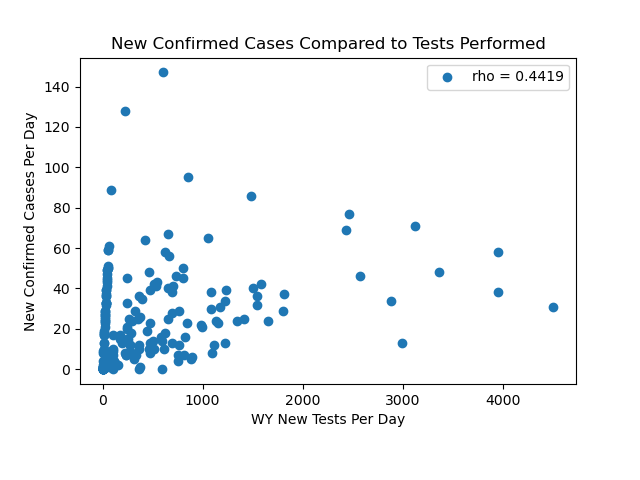 New Confirmed Cases Compared to Tests Performed
rho = 0.4419
New Confirmed Caeses Per Day
140
120
100
80
60
40
20
0
0 1000 2000 3000 4000
WY New Tests Per Day